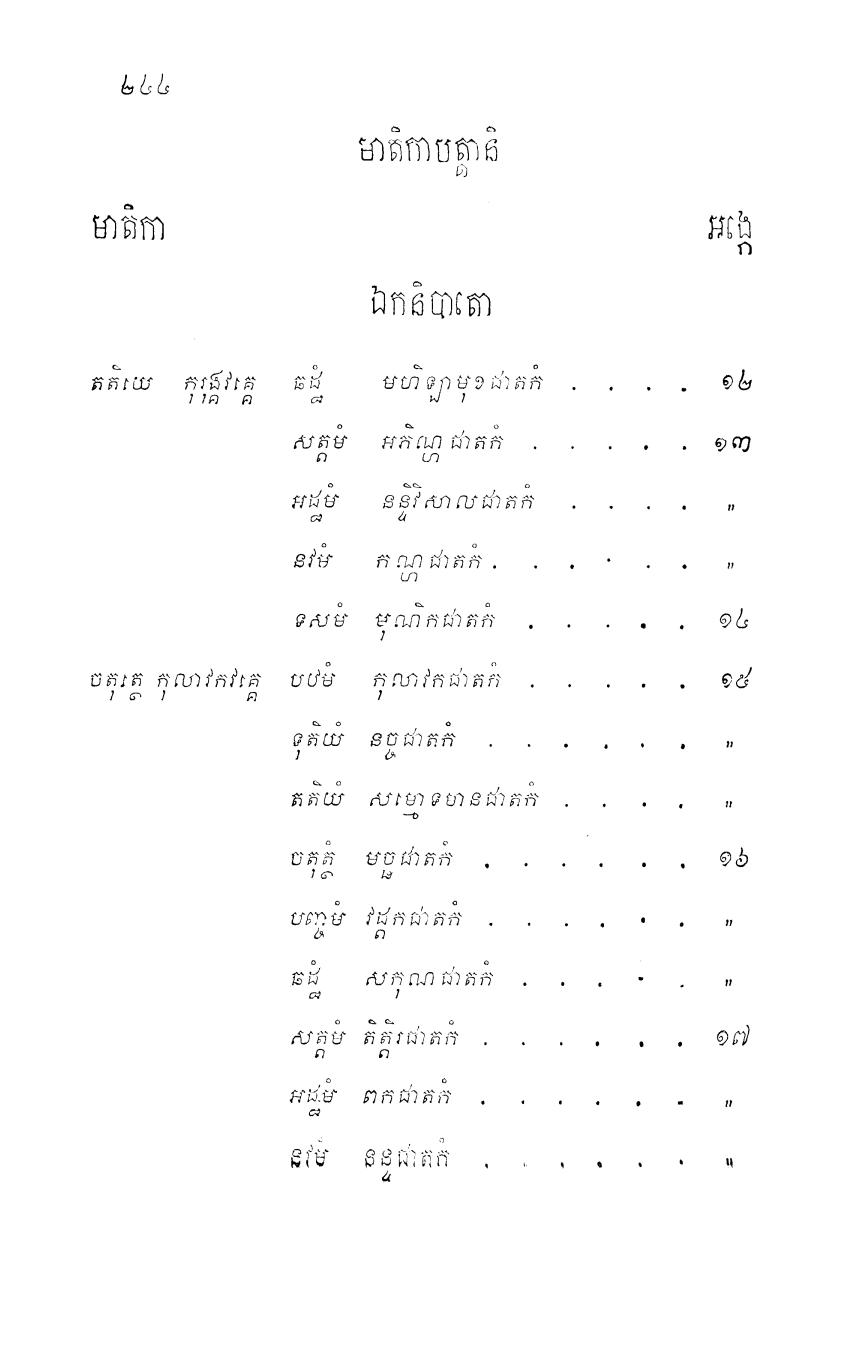 ២៤៤
មាតិកាបត្តានិ
មាតិកា អង្កេ
ឯកនិបាតោ
តតិយេ កុរុង្គវគ្គេ ឆដ្ឋំ មហិឡាមុខជាតកំ . . . . ១២
សត្តមំ អភិណ្ហជាតកំ . . . . . ១៣
អដ្ឋមំ នន្ទិវិសាលជាតកំ . . . . "
នវមំ កណ្ហជាតកំ . . . . . . "
ទសមំ មុណិកជាតកំ . . . . . ១៤
ចតុត្ថេ កុលាវកវគ្គេ បឋមំ កុលាវកជាតកំ . . . . . ១៥
ទុតិយំ នច្ចជាតកំ . . . . . . "
តតិយំ សម្មោទមានជាតកំ . . . . "
ចតុត្ថំ មច្ឆជាតកំ . . . . . . ១៦
បញ្ចមំ វដ្តកជាតកំ . . . . . . "
ឆដ្ឋំ សកុណជាតកំ . . . . . "
សត្តមំ តិត្តិរជាតកំ . . . . . . ១៧
អដ្ឋមំ ពកជាតកំ . . . . . . "
នវមំ នន្ទជាតកំ . . . . . . "